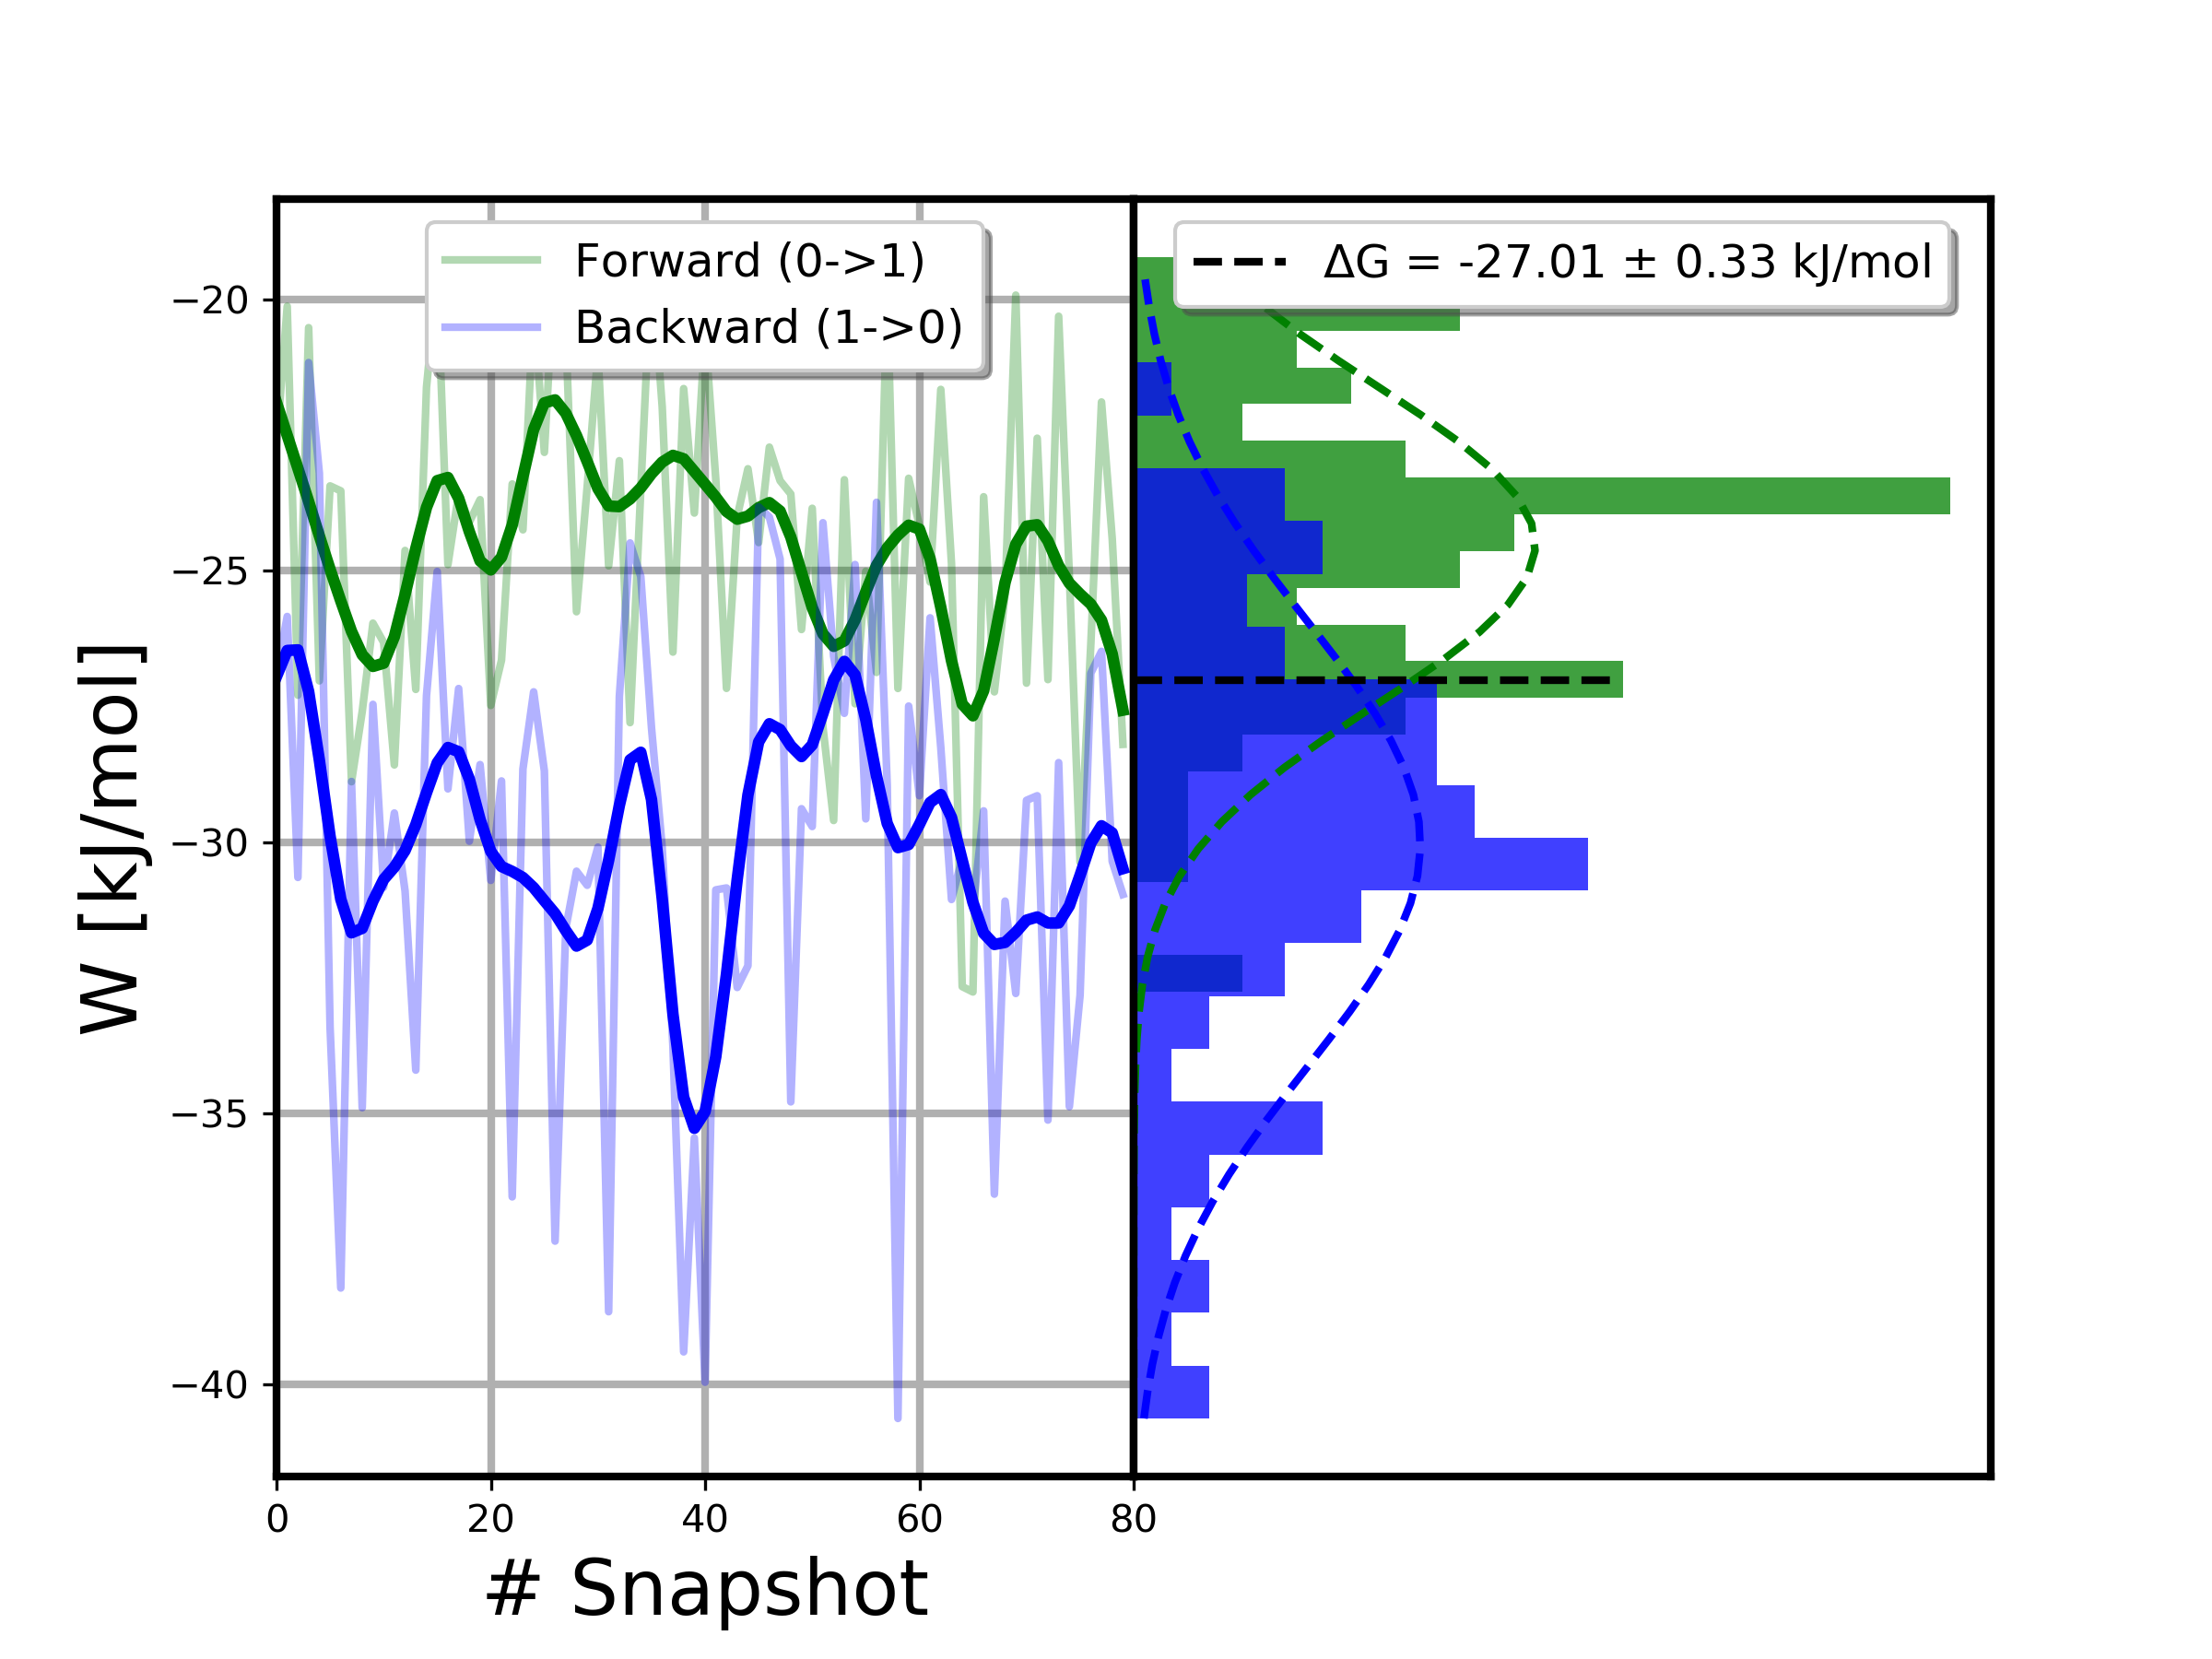 Forward (0->1)
Backward (1->0)
ΔG = -27.01 ± 0.33 kJ/mol
W [kJ/mol]
−20
−25
−30
−35
−40
0 20 40 60 80
# Snapshot